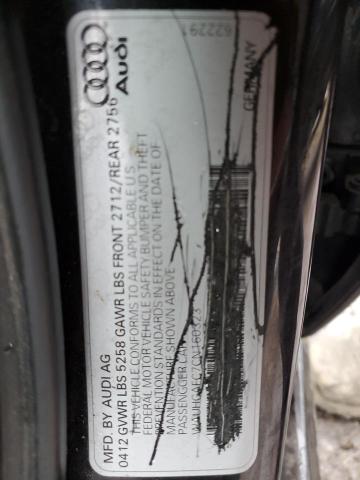 Audi
622291
GERMANY
MFD. BY AUDI AG
0412 GVWR LBS 5258 GAWR LBS FRONT 2712/REAR 2756
THIS VEHICLE CONFORMS TO ALL APPLICABLE U.S.
FEDERAL MOTOR VEHICLE SAFETY BUMPER AND THEFT
PREVENTION STANDARDS IN EFFECT ON THE DATE OF
MANUFACTURE SHOWN ABOVE
PASSENGER CAR